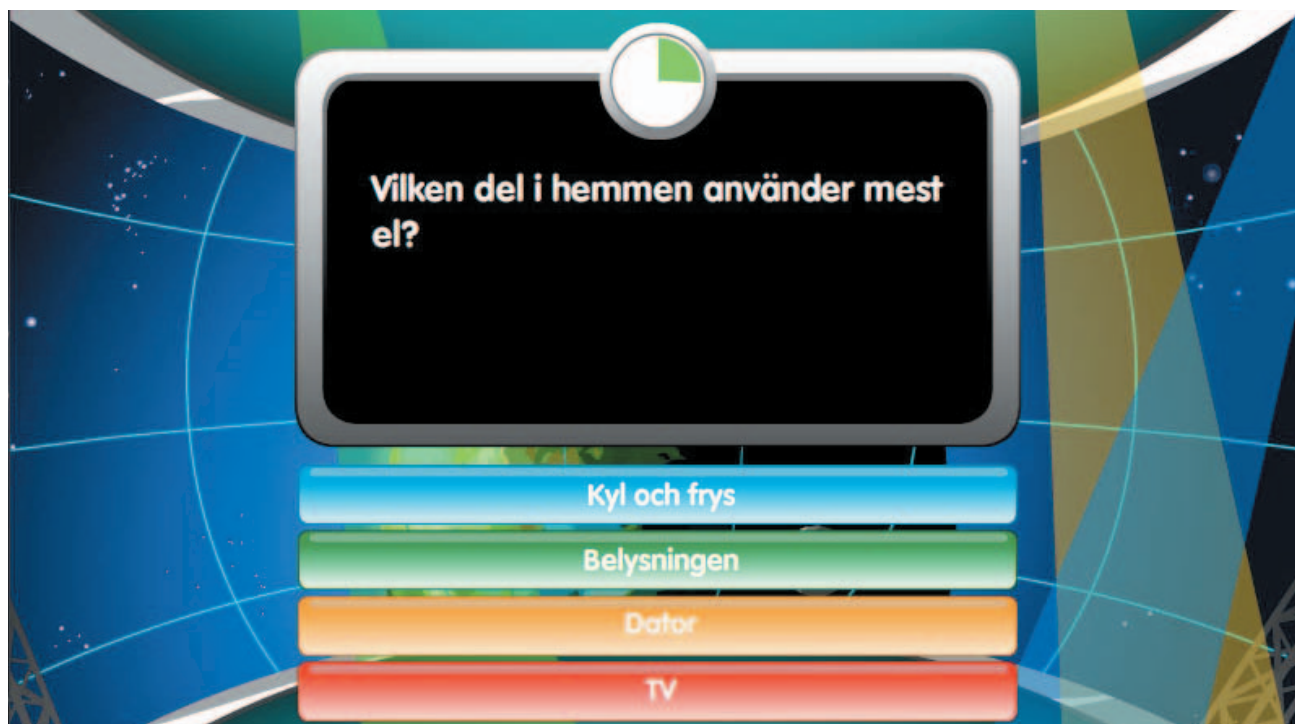 Vilken del i hemmen använder mest
el?
Kyl och frys
Belysningen
Dator
TV